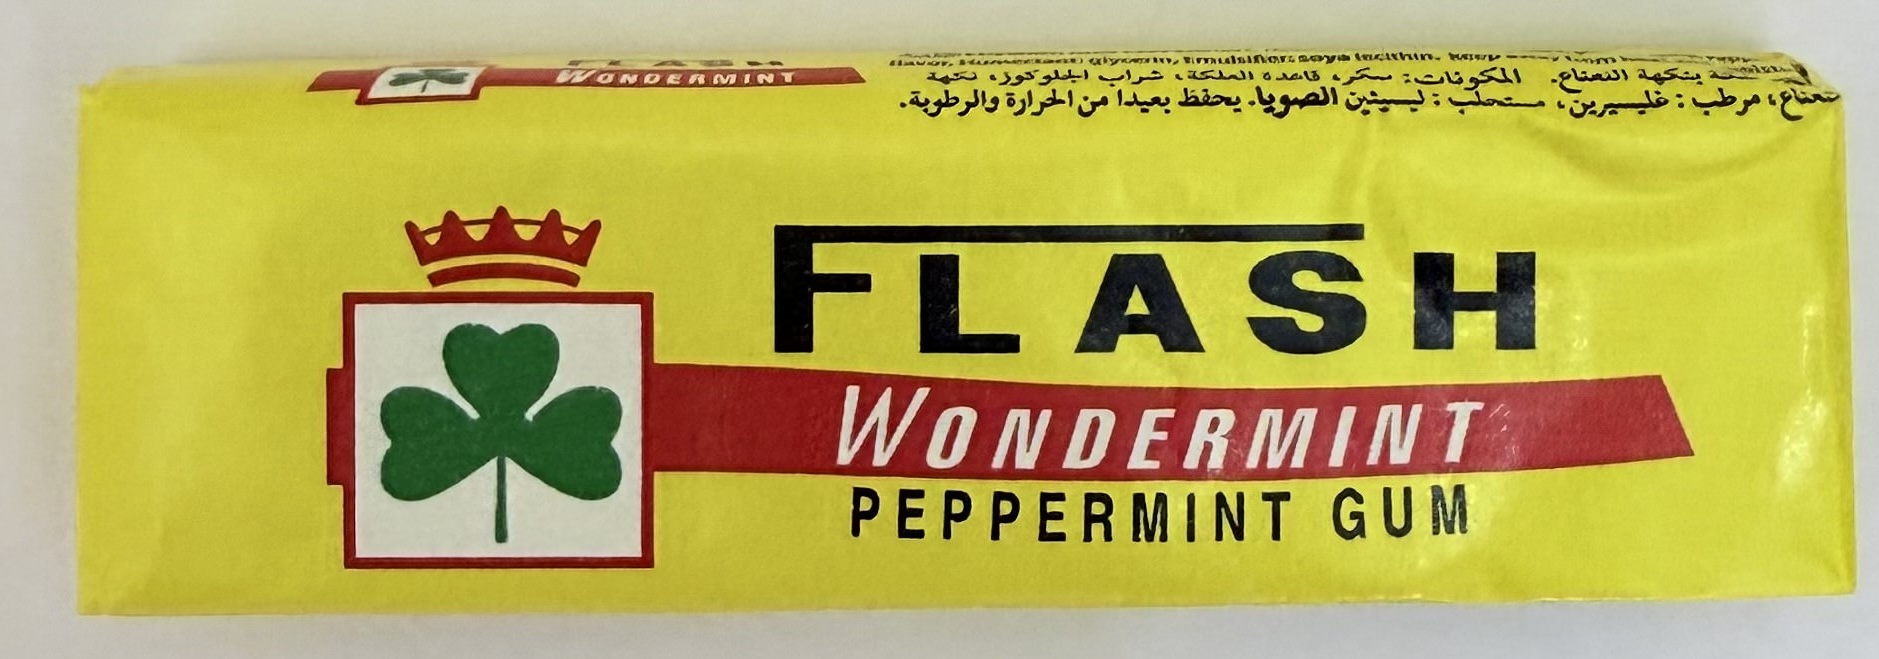 FLASH
WONDERMINT
flavor, Humectant: glycerin, Emulsifier: soya lecithin. Keep away from heat
بنكهة النعناع. المكونات: سكر، قاعدة العلكة، شراب الجلوكوز، نكهة
نعناع، مرطب: غليسيرين، مستحلب: ليسيثين الصويا. يحفظ بعيدا من الحرارة والرطوبة.
FLASH
WONDERMINT
PEPPERMINT GUM